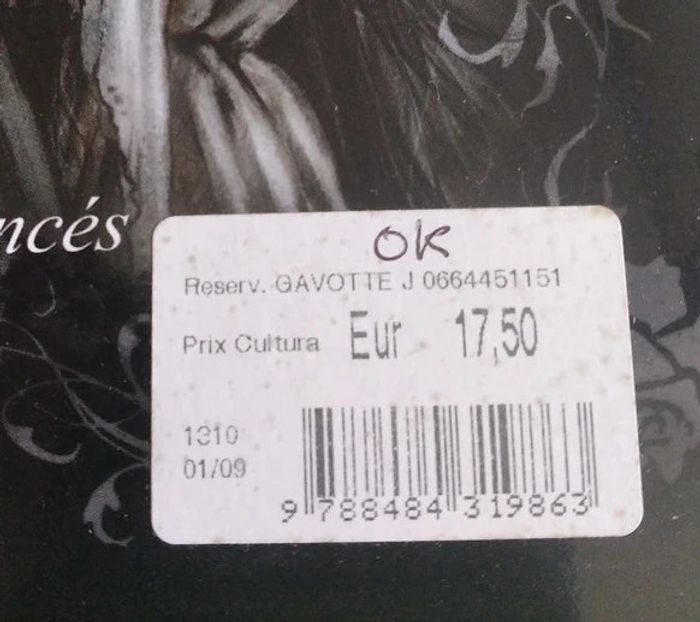 ncés
OK
Reserv. GAVOTTE J 0664451151
Prix Cultura Eur 17,50
1310
01/09
9 788484 319863